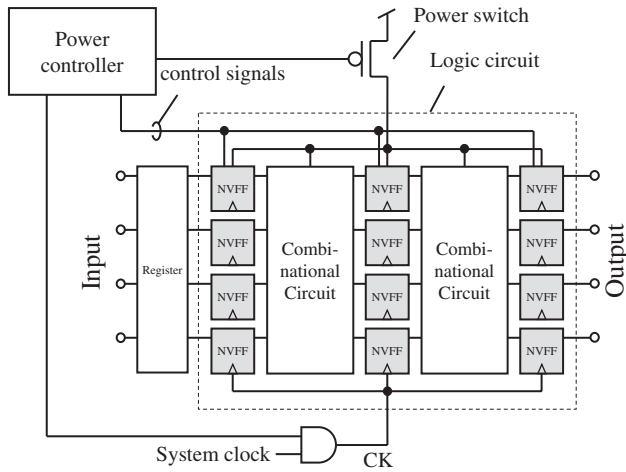 Power
controller
control signals
Power switch
Logic circuit
Input
Register
NVFF
NVFF
NVFF
NVFF
Combi-
national
Circuit
NVFF
NVFF
NVFF
NVFF
Combi-
national
Circuit
NVFF
NVFF
NVFF
NVFF
Output
System clock
CK